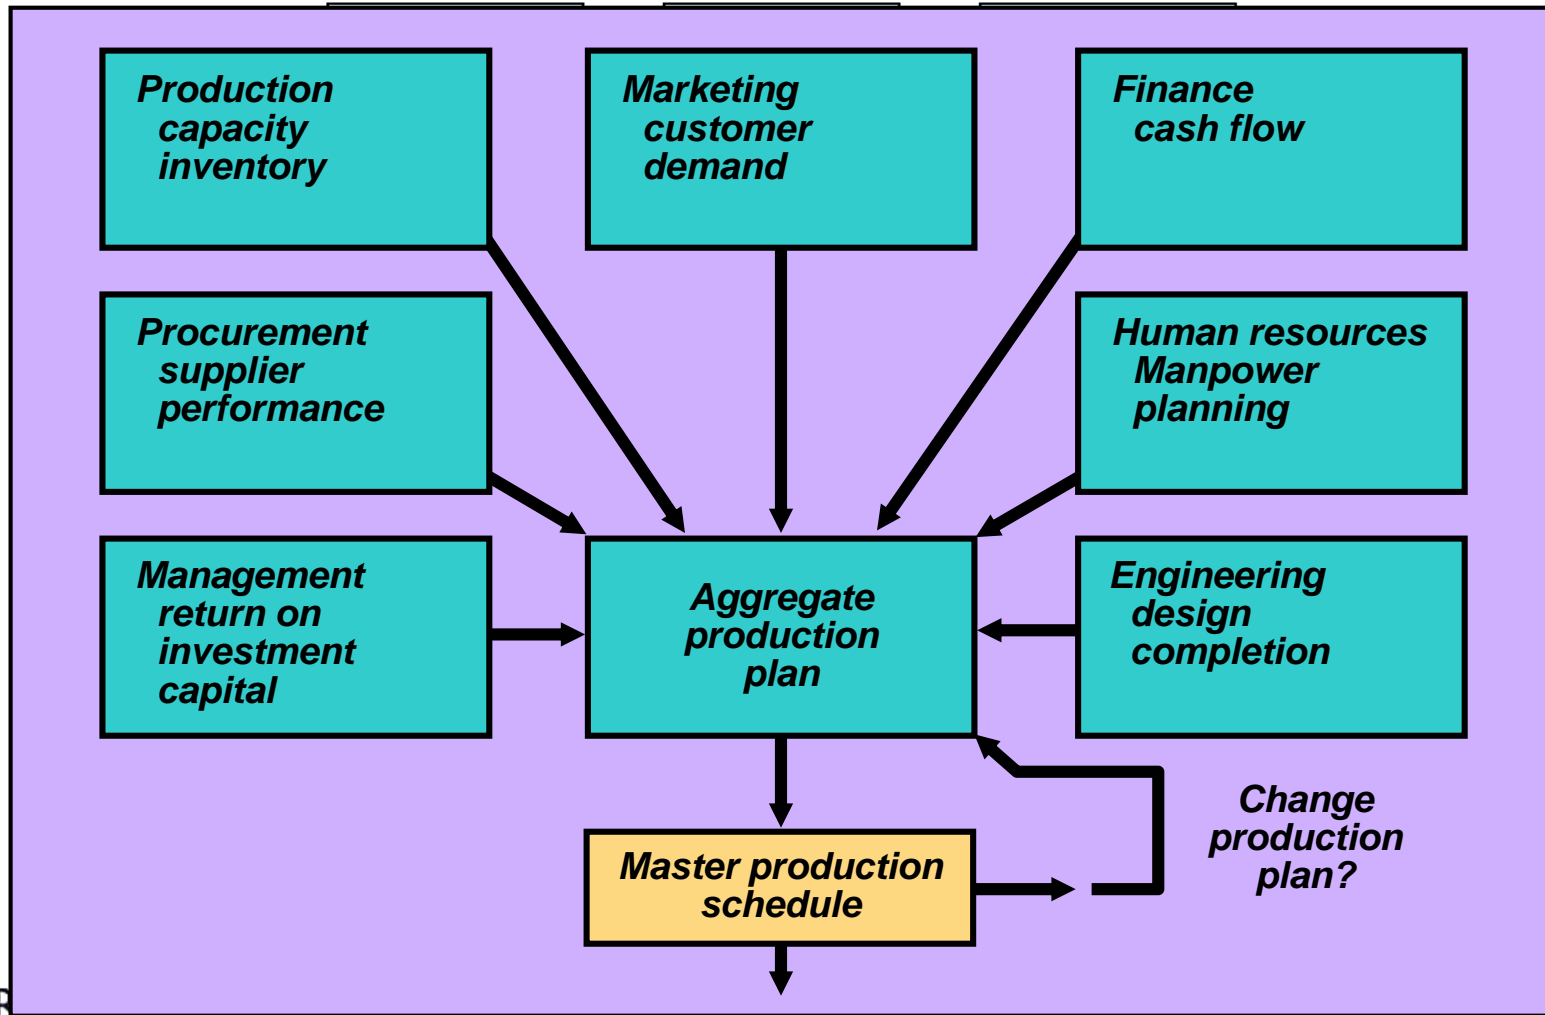 Production
capacity
inventory
Marketing
customer
demand
Finance
cash flow
Procurement
supplier
performance
Human resources
Manpower
planning
Management
return on
investment
capital
Aggregate
production
plan
Engineering
design
completion
Change
production
plan?
Master production
schedule